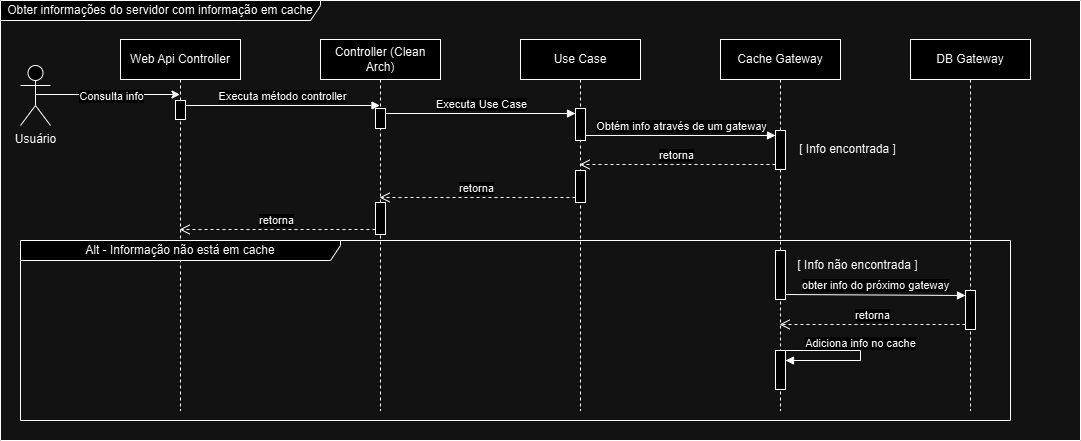 Obter informações do servidor com informação em cache
Web Api Controller
Controller (Clean
Arch)
Use Case
Cache Gateway
DB Gateway
Usuário
Consulta info
Executa método controller
Executa Use Case
Obtém info através de um gateway
[ Info encontrada ]
retorna
retorna
retorna
Alt - Informação não está em cache
[ Info não encontrada ]
obter info do próximo gateway
retorna
Adiciona info no cache